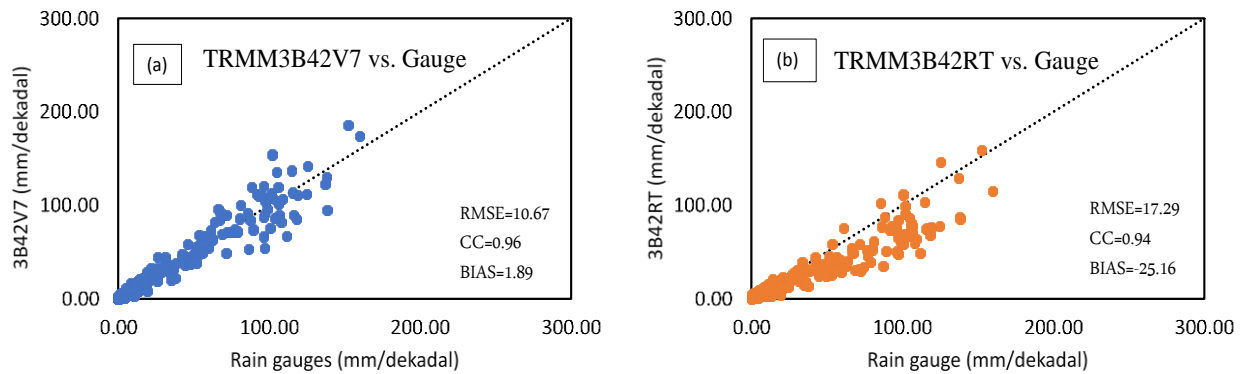 300.00
200.00
100.00
0.00
3B42V7 (mm/dekadal)
(a)
TRMM3B42V7 vs. Gauge
RMSE=10.67
CC=0.96
BIAS=1.89
0.00 100.00 200.00 300.00
Rain gauges (mm/dekadal)
300.00
200.00
100.00
0.00
3B42RT (mm/dekadal)
(b)
TRMM3B42RT vs. Gauge
RMSE=17.29
CC=0.94
BIAS=-25.16
0.00 100.00 200.00 300.00
Rain gauge (mm/dekadal)